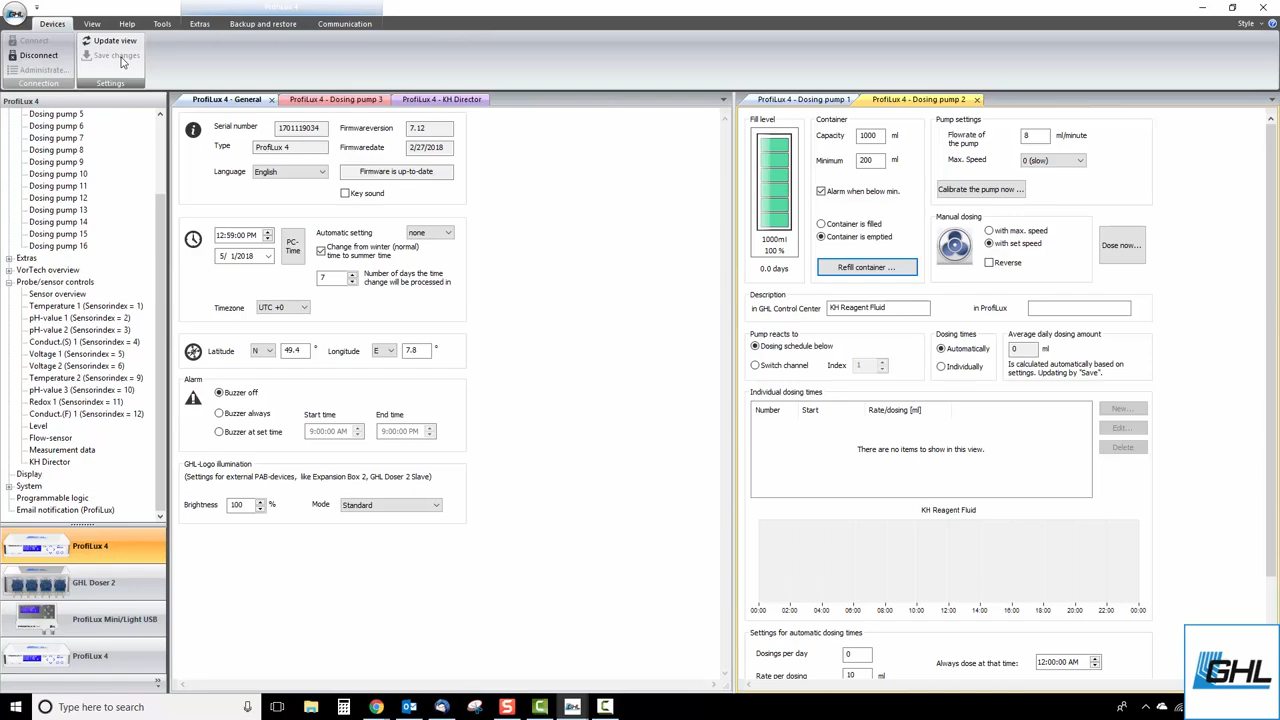 ProfiLux 4
Devices View Help Tools Extras Backup and restore Communication Style
Connect
Disconnect
Administrate...
Connection
Update view
Save changes
Settings
ProfiLux 4
Dosing pump 5
Dosing pump 6
Dosing pump 7
Dosing pump 8
Dosing pump 9
Dosing pump 10
Dosing pump 11
Dosing pump 12
Dosing pump 13
Dosing pump 14
Dosing pump 15
Dosing pump 16
Extras
VorTech overview
Probe/sensor controls
Sensor overview
Temperature 1 (Sensorindex = 1)
pH-value 1 (Sensorindex = 2)
pH-value 2 (Sensorindex = 3)
Conduct.(S) 1 (Sensorindex = 4)
Voltage 1 (Sensorindex = 5)
Voltage 2 (Sensorindex = 6)
Temperature 2 (Sensorindex = 9)
pH-value 3 (Sensorindex = 10)
Redox 1 (Sensorindex = 11)
Conduct.(F) 1 (Sensorindex = 12)
Level
Flow-sensor
Measurement data
KH Director
Display
System
Programmable logic
Email notification (ProfiLux)
ProfiLux 4
GHL Doser 2
ProfiLux Mini/Light USB
ProfiLux 4
ProfiLux 4 - General ProfiLux 4 - Dosing pump 3 ProfiLux 4 - KH Director
Serial number 1701119034 Firmwareversion 7.12
Type ProfiLux 4 Firmwaredate 2/27/2018
Language English Firmware is up-to-date
Key sound
12:59:00 PM
5/ 1/2018
PC-
Time
Automatic setting none
Change from winter (normal)
time to summer time
7 Number of days the time
change will be processed in
Timezone UTC +0
Latitude N 49.4 ° Longitude E 7.8 °
Alarm
Buzzer off
Buzzer always
Buzzer at set time
Start time End time
9:00:00 AM 9:00:00 PM
GHL-Logo illumination
(Settings for external PAB-devices, like Expansion Box 2, GHL Doser 2 Slave)
Brightness 100 % Mode Standard
ProfiLux 4 - Dosing pump 1 ProfiLux 4 - Dosing pump 2
Fill level
1000ml
100 %
0.0 days
Container
Capacity 1000 ml
Minimum 200 ml
Alarm when below min.
Container is filled
Container is emptied
Refill container ...
Pump settings
Flowrate of
the pump 8 ml/minute
Max. Speed 0 (slow)
Calibrate the pump now ...
Manual dosing
with max. speed
with set speed
Reverse
Dose now...
Description
in GHL Control Center KH Reagent Fluid in ProfiLux
Pump reacts to
Dosing schedule below
Switch channel Index 1
Dosing times
Automatically
Individually
Average daily dosing amount
0 ml
Is calculated automatically based on
settings. Updating by "Save".
Individual dosing times
Number Start Rate/dosing [ml]
There are no items to show in this view.
New...
Edit...
Delete
KH Reagent Fluid
00:00 02:00 04:00 06:00 08:00 10:00 12:00 14:00 16:00 18:00 20:00 22:00 00:00
Settings for automatic dosing times
Dosings per day 0 Always dose at that time: 12:00:00 AM
Rate per dosing 10 ml
GHL
Type here to search